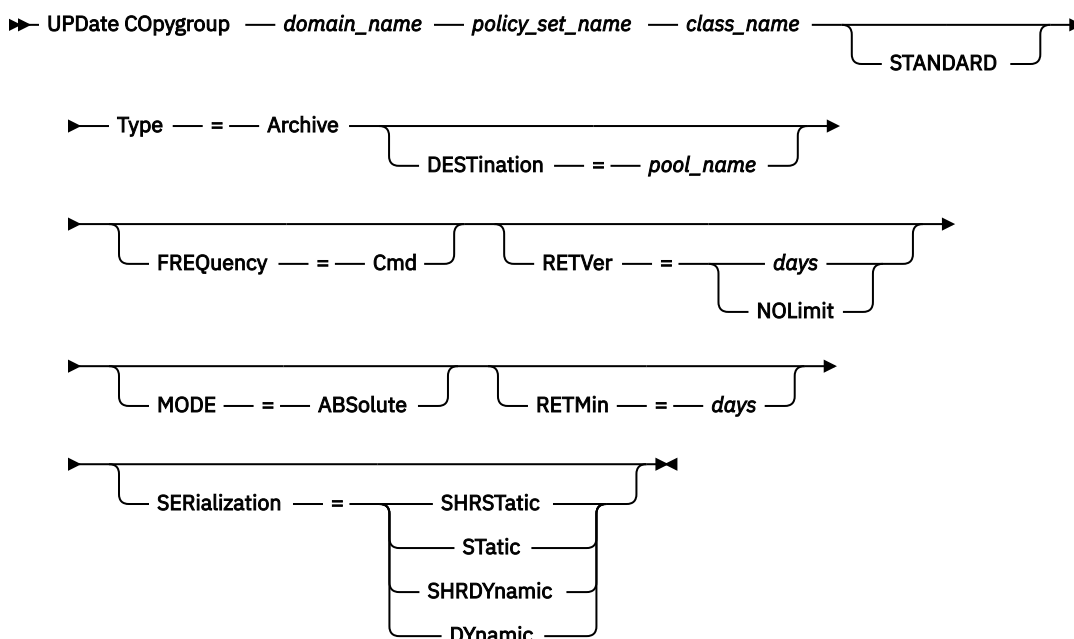 UPDate COpygroup domain_name policy_set_name class_name
STANDARD
Type = Archive
DESTination = pool_name
FREQuency = Cmd RETVer = days
NOLimit
MODE = ABSolute RETMin = days
SERialization = SHRSTatic
STatic
SHRDYnamic
DYnamic